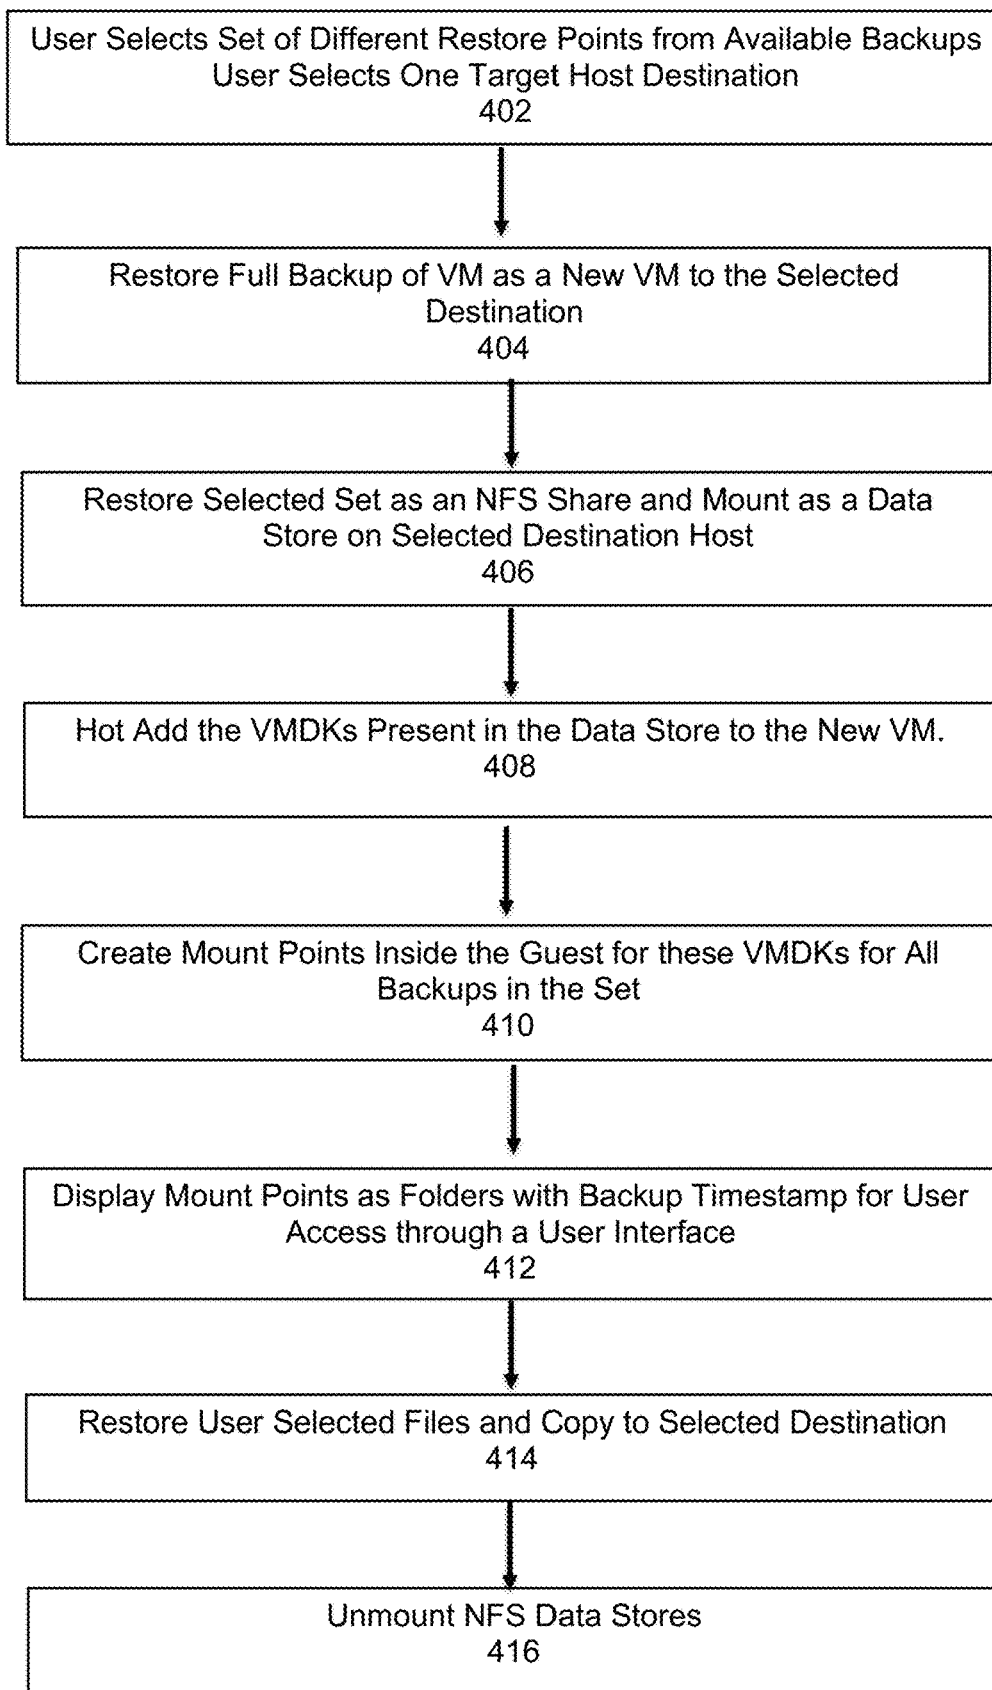 User Selects Set of Different Restore Points from Available Backups
User Selects One Target Host Destination
402
Restore Full Backup of VM as a New VM to the Selected
Destination
404
Restore Selected Set as an NFS Share and Mount as a Data
Store on Selected Destination Host
406
Hot Add the VMDKs Present in the Data Store to the New VM.
408
Create Mount Points Inside the Guest for these VMDKs for All
Backups in the Set
410
Display Mount Points as Folders with Backup Timestamp for User
Access through a User Interface
412
Restore User Selected Files and Copy to Selected Destination
414
Unmount NFS Data Stores
416